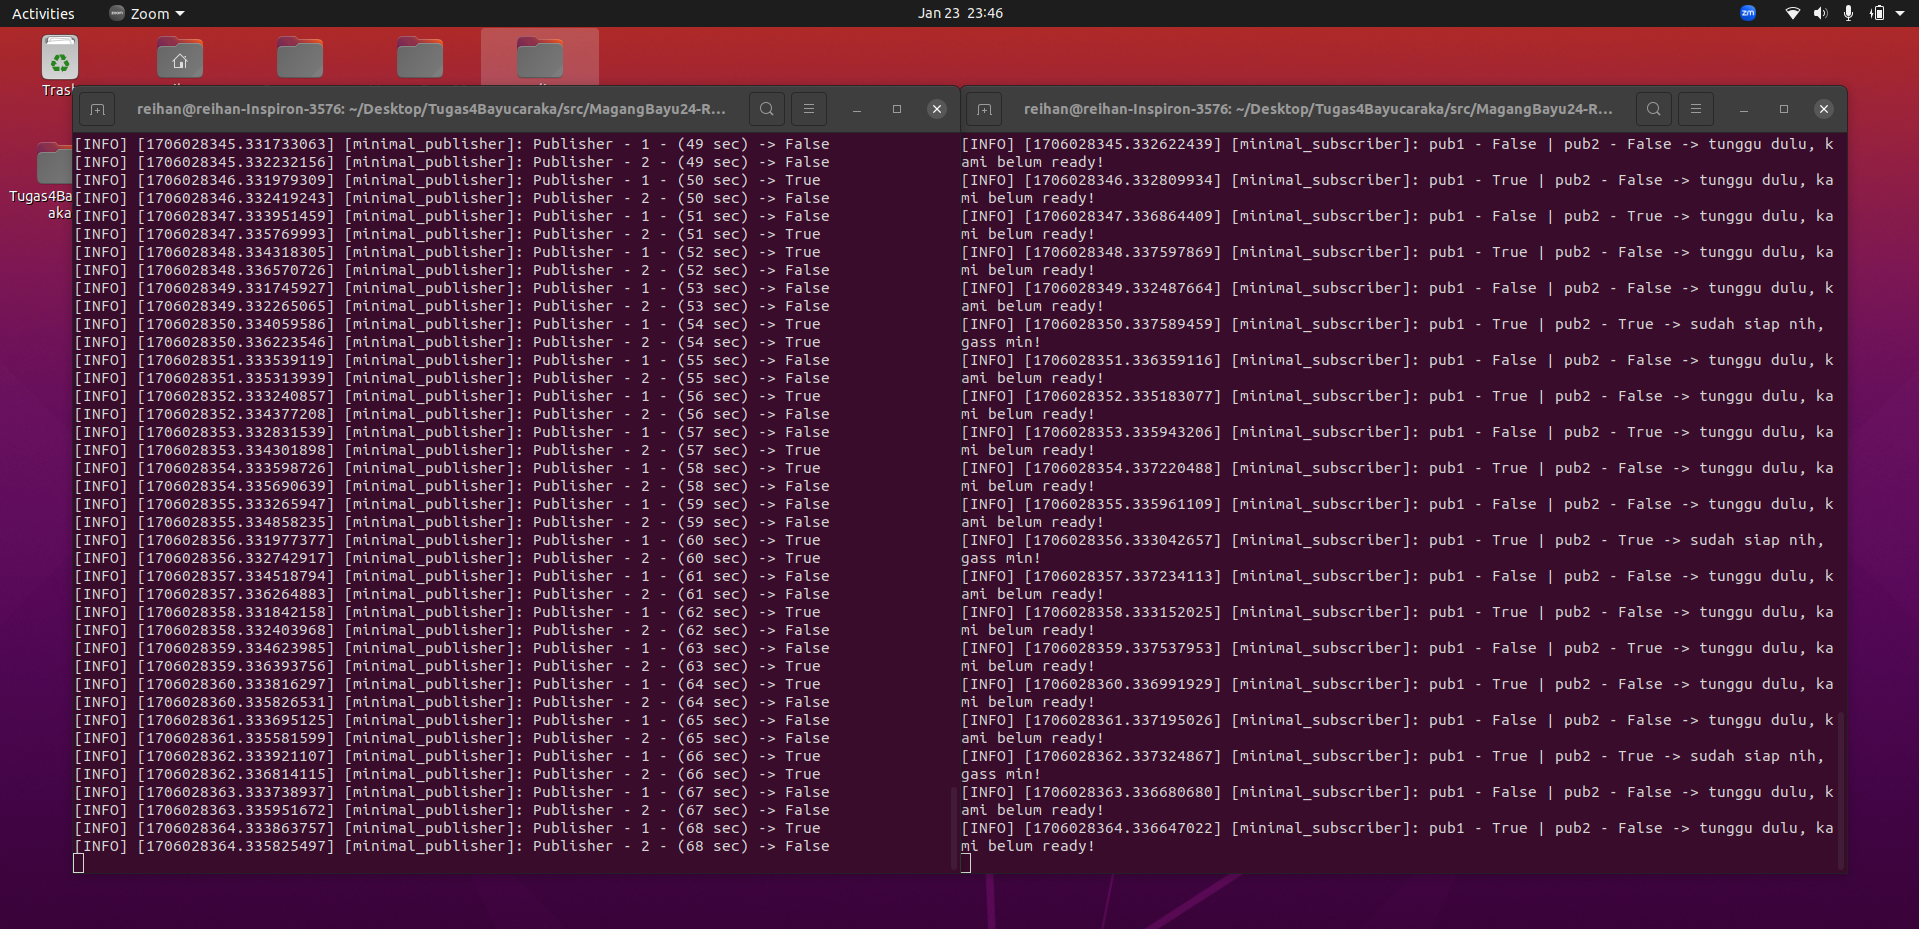 Activities
Zoom
Jan 23 23:46
Trash
Tugas4Ba
aka
reihan@reihan-Inspiron-3576: ~/Desktop/Tugas4Bayucaraka/src/MagangBayu24-R...
[INFO] [1706028345.331733063] [minimal_publisher]: Publisher - 1 - (49 sec) -> False
[INFO] [1706028345.332232156] [minimal_publisher]: Publisher - 2 - (49 sec) -> False
[INFO] [1706028346.331979309] [minimal_publisher]: Publisher - 1 - (50 sec) -> True
[INFO] [1706028346.332419243] [minimal_publisher]: Publisher - 2 - (50 sec) -> False
[INFO] [1706028347.333951459] [minimal_publisher]: Publisher - 1 - (51 sec) -> False
[INFO] [1706028347.335769993] [minimal_publisher]: Publisher - 2 - (51 sec) -> True
[INFO] [1706028348.334318305] [minimal_publisher]: Publisher - 1 - (52 sec) -> True
[INFO] [1706028348.336570726] [minimal_publisher]: Publisher - 2 - (52 sec) -> False
[INFO] [1706028349.331745927] [minimal_publisher]: Publisher - 1 - (53 sec) -> False
[INFO] [1706028349.332265065] [minimal_publisher]: Publisher - 2 - (53 sec) -> False
[INFO] [1706028350.334059586] [minimal_publisher]: Publisher - 1 - (54 sec) -> True
[INFO] [1706028350.336223546] [minimal_publisher]: Publisher - 2 - (54 sec) -> True
[INFO] [1706028351.333539119] [minimal_publisher]: Publisher - 1 - (55 sec) -> False
[INFO] [1706028351.335313939] [minimal_publisher]: Publisher - 2 - (55 sec) -> False
[INFO] [1706028352.333240857] [minimal_publisher]: Publisher - 1 - (56 sec) -> True
[INFO] [1706028352.334377208] [minimal_publisher]: Publisher - 2 - (56 sec) -> False
[INFO] [1706028353.332831539] [minimal_publisher]: Publisher - 1 - (57 sec) -> False
[INFO] [1706028353.334301898] [minimal_publisher]: Publisher - 2 - (57 sec) -> True
[INFO] [1706028354.333598726] [minimal_publisher]: Publisher - 1 - (58 sec) -> True
[INFO] [1706028354.335690639] [minimal_publisher]: Publisher - 2 - (58 sec) -> False
[INFO] [1706028355.333265947] [minimal_publisher]: Publisher - 1 - (59 sec) -> False
[INFO] [1706028355.334858235] [minimal_publisher]: Publisher - 2 - (59 sec) -> False
[INFO] [1706028356.331977377] [minimal_publisher]: Publisher - 1 - (60 sec) -> True
[INFO] [1706028356.332742917] [minimal_publisher]: Publisher - 2 - (60 sec) -> True
[INFO] [1706028357.334518794] [minimal_publisher]: Publisher - 1 - (61 sec) -> False
[INFO] [1706028357.336264883] [minimal_publisher]: Publisher - 2 - (61 sec) -> False
[INFO] [1706028358.331842158] [minimal_publisher]: Publisher - 1 - (62 sec) -> True
[INFO] [1706028358.332403968] [minimal_publisher]: Publisher - 2 - (62 sec) -> False
[INFO] [1706028359.334623985] [minimal_publisher]: Publisher - 1 - (63 sec) -> False
[INFO] [1706028359.336393756] [minimal_publisher]: Publisher - 2 - (63 sec) -> True
[INFO] [1706028360.333816297] [minimal_publisher]: Publisher - 1 - (64 sec) -> True
[INFO] [1706028360.335826531] [minimal_publisher]: Publisher - 2 - (64 sec) -> False
[INFO] [1706028361.333695125] [minimal_publisher]: Publisher - 1 - (65 sec) -> False
[INFO] [1706028361.335581599] [minimal_publisher]: Publisher - 2 - (65 sec) -> False
[INFO] [1706028362.333921107] [minimal_publisher]: Publisher - 1 - (66 sec) -> True
[INFO] [1706028362.336814115] [minimal_publisher]: Publisher - 2 - (66 sec) -> True
[INFO] [1706028363.333738937] [minimal_publisher]: Publisher - 1 - (67 sec) -> False
[INFO] [1706028363.335951672] [minimal_publisher]: Publisher - 2 - (67 sec) -> False
[INFO] [1706028364.333863757] [minimal_publisher]: Publisher - 1 - (68 sec) -> True
[INFO] [1706028364.335825497] [minimal_publisher]: Publisher - 2 - (68 sec) -> False
reihan@reihan-Inspiron-3576: ~/Desktop/Tugas4Bayucaraka/src/MagangBayu24-R...
[INFO] [1706028345.332622439] [minimal_subscriber]: pub1 - False | pub2 - False -> tunggu dulu, k
ami belum ready!
[INFO] [1706028346.332809934] [minimal_subscriber]: pub1 - True | pub2 - False -> tunggu dulu, ka
mi belum ready!
[INFO] [1706028347.336864409] [minimal_subscriber]: pub1 - False | pub2 - True -> tunggu dulu, ka
mi belum ready!
[INFO] [1706028348.337597869] [minimal_subscriber]: pub1 - True | pub2 - False -> tunggu dulu, ka
mi belum ready!
[INFO] [1706028349.332487664] [minimal_subscriber]: pub1 - False | pub2 - False -> tunggu dulu, k
ami belum ready!
[INFO] [1706028350.337589459] [minimal_subscriber]: pub1 - True | pub2 - True -> sudah siap nih,
gass min!
[INFO] [1706028351.336359116] [minimal_subscriber]: pub1 - False | pub2 - False -> tunggu dulu, k
ami belum ready!
[INFO] [1706028352.335183077] [minimal_subscriber]: pub1 - True | pub2 - False -> tunggu dulu, ka
mi belum ready!
[INFO] [1706028353.335943206] [minimal_subscriber]: pub1 - False | pub2 - True -> tunggu dulu, ka
mi belum ready!
[INFO] [1706028354.337220488] [minimal_subscriber]: pub1 - True | pub2 - False -> tunggu dulu, ka
mi belum ready!
[INFO] [1706028355.335961109] [minimal_subscriber]: pub1 - False | pub2 - False -> tunggu dulu, k
ami belum ready!
[INFO] [1706028356.333042657] [minimal_subscriber]: pub1 - True | pub2 - True -> sudah siap nih,
gass min!
[INFO] [1706028357.337234113] [minimal_subscriber]: pub1 - False | pub2 - False -> tunggu dulu, k
ami belum ready!
[INFO] [1706028358.333152025] [minimal_subscriber]: pub1 - True | pub2 - False -> tunggu dulu, ka
mi belum ready!
[INFO] [1706028359.337537953] [minimal_subscriber]: pub1 - False | pub2 - True -> tunggu dulu, ka
mi belum ready!
[INFO] [1706028360.336991929] [minimal_subscriber]: pub1 - True | pub2 - False -> tunggu dulu, ka
mi belum ready!
[INFO] [1706028361.337195026] [minimal_subscriber]: pub1 - False | pub2 - False -> tunggu dulu, k
ami belum ready!
[INFO] [1706028362.337324867] [minimal_subscriber]: pub1 - True | pub2 - True -> sudah siap nih,
gass min!
[INFO] [1706028363.336680680] [minimal_subscriber]: pub1 - False | pub2 - False -> tunggu dulu, k
ami belum ready!
[INFO] [1706028364.336647022] [minimal_subscriber]: pub1 - True | pub2 - False -> tunggu dulu, ka
mi belum ready!